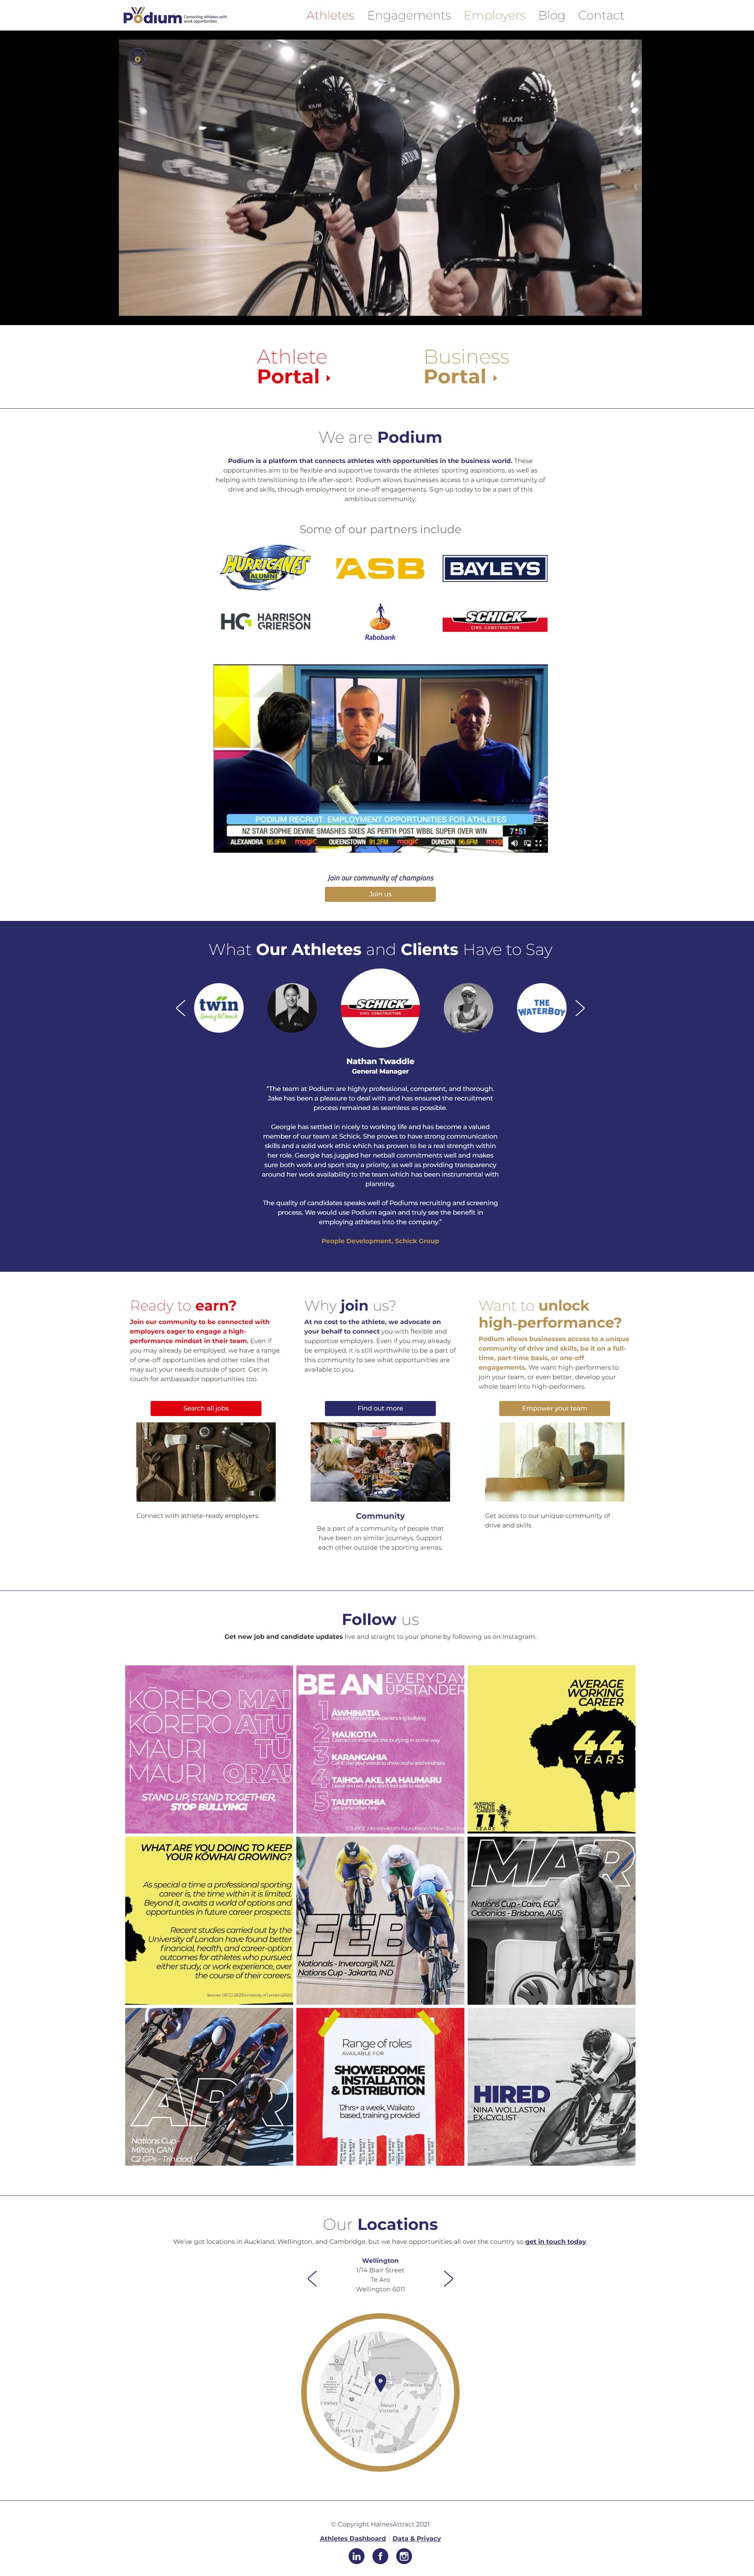 Podium
Connecting athletes with
work opportunities
Athletes Engagements Employers Blog Contact
KASK
KASK
Athlete
Portal
Business
Portal
We are Podium
Podium is a platform that connects athletes with opportunities in the business world. These
opportunities aim to be flexible and supportive towards the athletes' sporting aspirations, as well as
helping with transitioning to life after-sport. Podium allows businesses access to a unique community of
drive and skills, through employment or one-off engagements. Sign up today to be a part of this
ambitious community.
Some of our partners include
HURRICANES
ALUMNI
ASB
BAYLEYS
HG HARRISON
GRIERSON
Rabobank
SCHICK
CIVIL CONSTRUCTION
PODIUM RECRUIT: EMPLOYMENT OPPORTUNITIES FOR ATHLETES
NZ STAR SOPHIE DEVINE SMASHES SIXES AS PERTH POST WBBL SUPER OVER WIN 7:51
ALEXANDRA 95.9FM magic QUEENSTOWN 91.2FM magic DUNEDIN 96.6FM magic
Join our community of champions
Join us
What Our Athletes and Clients Have to Say
twin
SCHICK
CIVIL CONSTRUCTION
THE
WATERBOY
Nathan Twaddle
General Manager
"The team at Podium are highly professional, competent, and thorough.
Jake has been a pleasure to deal with and has ensured the recruitment
process remained as seamless as possible.
Georgie has settled in nicely to working life and has become a valued
member of our team at Schick. She proves to have strong communication
skills and a solid work ethic which has proven to be a real strength within
her role. Georgie has juggled her netball commitments well and makes
sure both work and sport stay a priority, as well as providing transparency
around her work availability to the team which has been instrumental with
planning.
The quality of candidates speaks well of Podiums recruiting and screening
process. We would use Podium again and truly see the benefit in
employing athletes into the company."
People Development, Schick Group
Ready to earn?
Join our community to be connected with
employers eager to engage a high-
performance mindset in their team. Even if
you may already be employed, we have a range
of one-off opportunities and other roles that
may suit your needs outside of sport. Get in
touch for ambassador opportunities too.
Search all jobs
Connect with athlete-ready employers
Why join us?
At no cost to the athlete, we advocate on
your behalf to connect you with flexible and
supportive employers. Even if you may already
be employed, it is still worthwhile to be a part of
this community to see what opportunities are
available to you.
Find out more
Community
Be a part of a community of people that
have been on similar journeys. Support
each other outside the sporting arenas.
Want to unlock
high-performance?
Podium allows businesses access to a unique
community of drive and skills, be it on a full-
time, part-time basis, or one-off
engagements. We want high-performers to
join your team, or even better, develop your
whole team into high-performers.
Empower your team
Get access to our unique community of
drive and skills
Follow us
Get new job and candidate updates live and straight to your phone by following us on Instagram.
KŌRERO MAI
KŌRERO ATU
MAURI TŪ
MAURI ORA!
STAND UP, STAND TOGETHER,
STOP BULLYING!
BE AN EVERYDAY
UPSTANDER
1 ĀWHINATIA
Support the person experiencing bullying
2 HAUKOTIA
Distract or interrupt the bullying in some way
3 KARANGAHIA
4 TAIHOA AKE, KA HAUMARU
5 TAUTOKOHIA
Get some other help
AVERAGE
WORKING
CAREER
44
YEARS
11
YEARS
WHAT ARE YOU DOING TO KEEP
YOUR KŌWHAI GROWING?
As special a time a professional sporting
career is, the time within it is limited.
Beyond it, awaits a world of options and
opportunities in future career prospects.
Recent studies carried out by the
University of London have found better
financial, health, and career-option
outcomes for athletes who pursued
either study, or work experience, over
the course of their careers.
FEB
Nationals - Invercargill, NZL
Nations Cup - Jakarta, IND
MAR
Nations Cup - Cairo, EGY
Oceanias - Brisbane, AUS
APR
Nations Cup -
Milton, CAN
C2 GPs - Trinidad,
Range of roles
AVAILABLE FOR
SHOWERDOME
INSTALLATION
& DISTRIBUTION
12hrs+ a week, Waikato
based, training provided
HIRED
NINA WOLLASTON
EX-CYCLIST
Our Locations
We've got locations in Auckland, Wellington, and Cambridge, but we have opportunities all over the country so get in touch today.
Wellington
1/14 Blair Street
Te Aro
Wellington 6011
Oriental Bay
Valley
Mount
Victoria
Mount Cook
© Copyright HainesAttract 2021
Athletes Dashboard | Data & Privacy